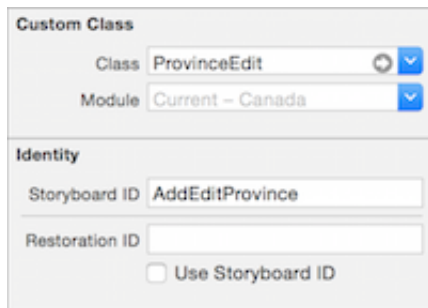 Custom Class
Class ProvinceEdit
Module Current – Canada
Identity
Storyboard ID AddEditProvince
Restoration ID
Use Storyboard ID